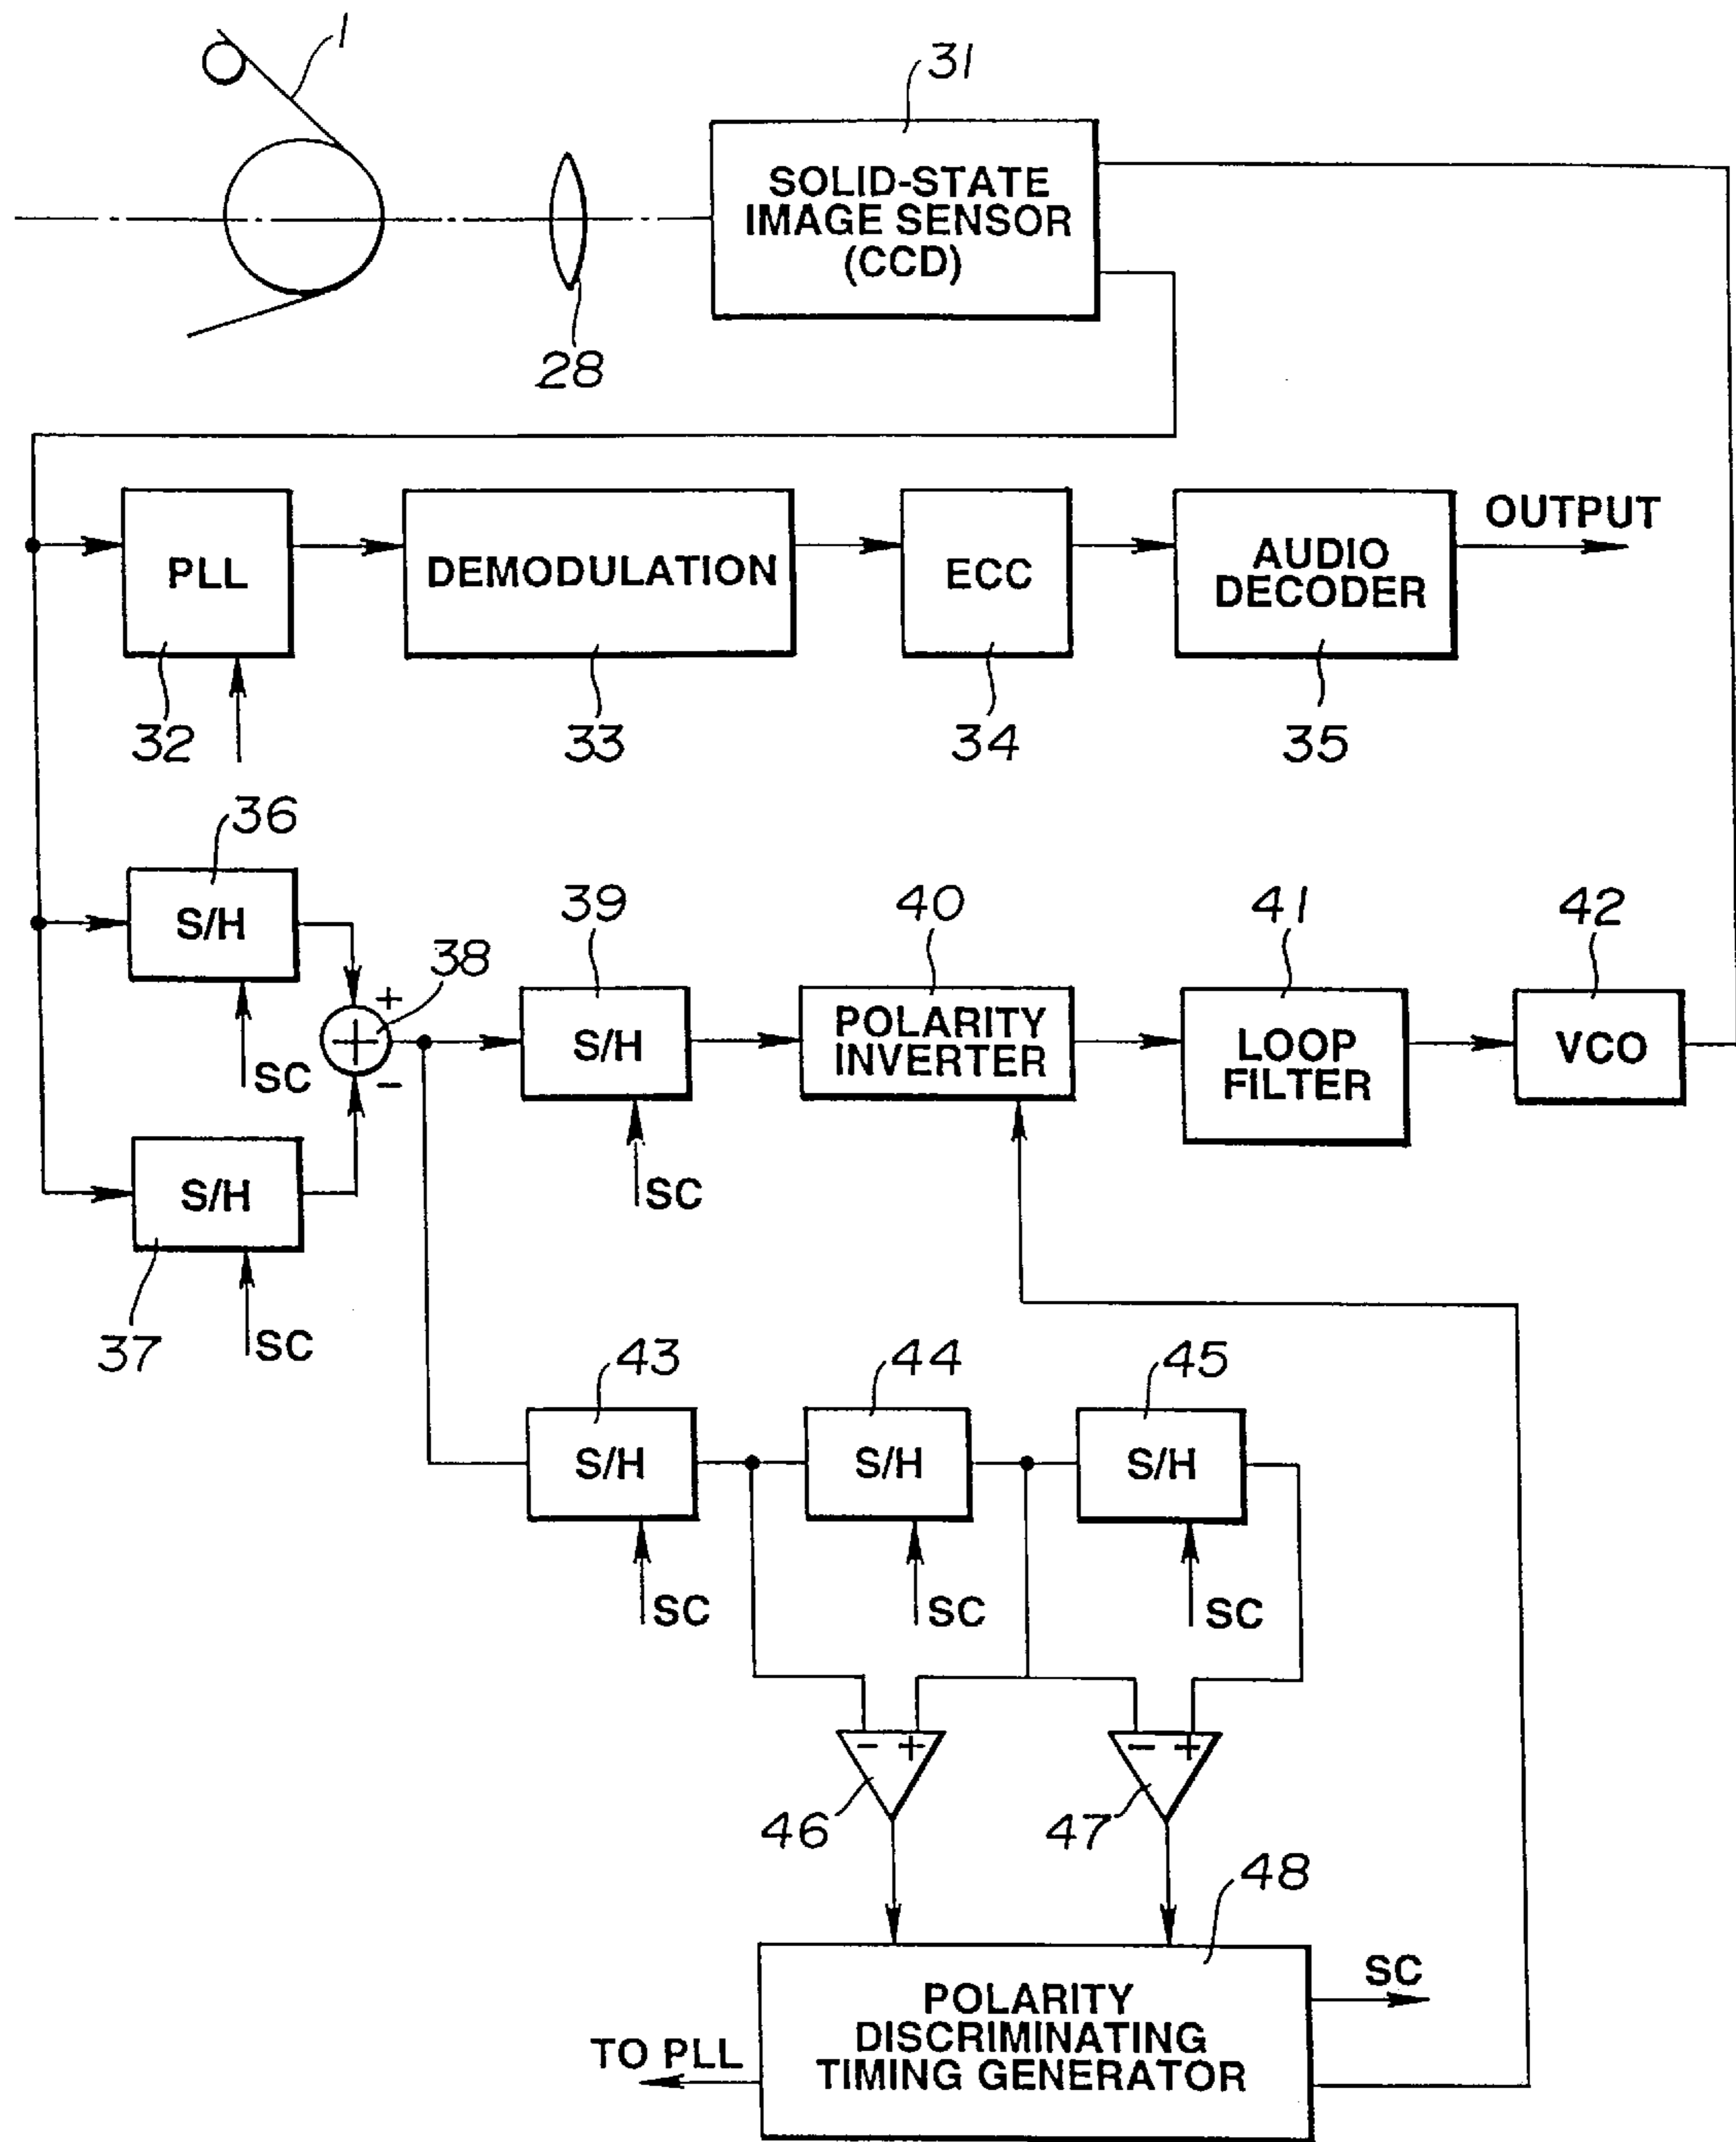 1
31
SOLID-STATE
IMAGE SENSOR
(CCD)
28
PLL
DEMODULATION
ECC
AUDIO
DECODER
OUTPUT
32
33
34
35
36
S/H
SC
38
+
-
39
S/H
SC
40
POLARITY
INVERTER
41
LOOP
FILTER
42
VCO
S/H
37
SC
43
S/H
SC
44
S/H
SC
45
S/H
SC
- +
46
- +
47
48
POLARITY
DISCRIMINATING
TIMING GENERATOR
SC
TO PLL